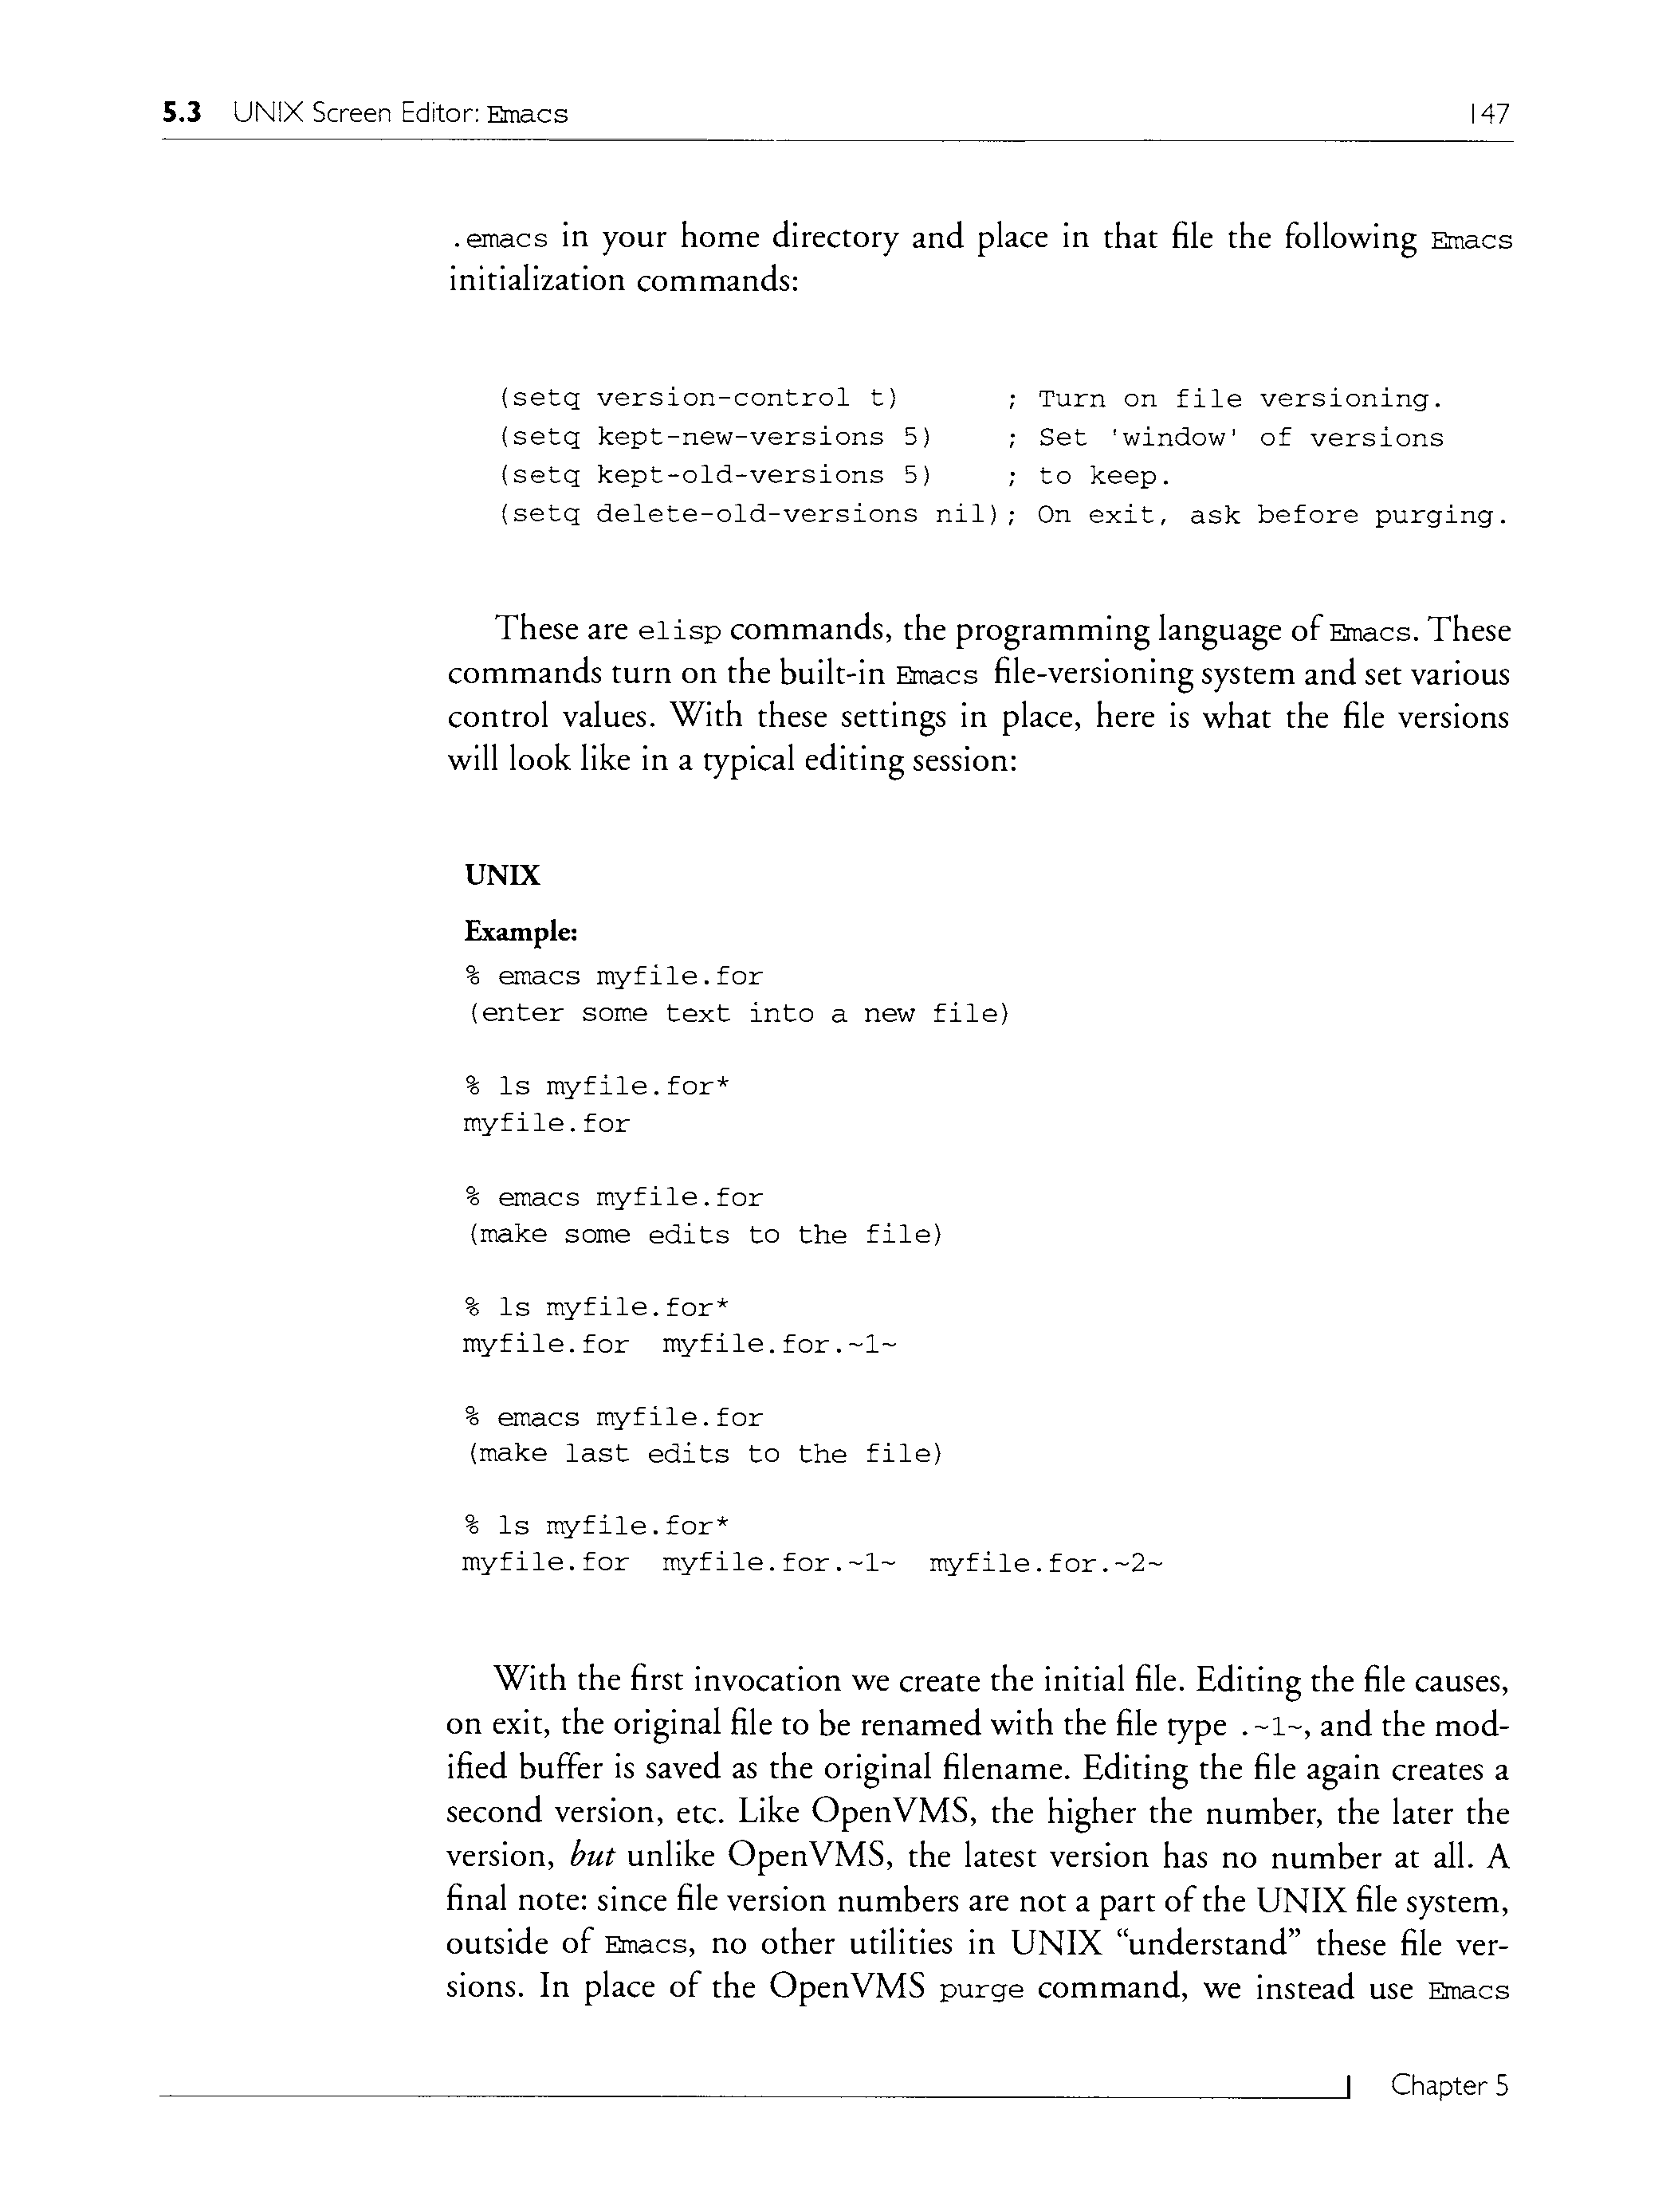 5.3 UNIX Screen Editor: Emacs 147
.emacs in your home directory and place in that file the following Emacs
initialization commands:
(setq version-control t) ; Turn on file versioning.
(setq kept-new-versions 5) ; Set 'window' of versions
(setq kept-old-versions 5) ; to keep.
(setq delete-old-versions nil); On exit, ask before purging.
These are elisp commands, the programming language of Emacs. These
commands turn on the built-in Emacs file-versioning system and set various
control values. With these settings in place, here is what the file versions
will look like in a typical editing session:
UNIX
Example:
% emacs myfile.for
(enter some text into a new file)
% ls myfile.for*
myfile.for
% emacs myfile.for
(make some edits to the file)
% ls myfile.for*
myfile.for myfile.for.~1~
% emacs myfile.for
(make last edits to the file)
% ls myfile.for*
myfile.for myfile.for.~1~ myfile.for.~2~
With the first invocation we create the initial file. Editing the file causes,
on exit, the original file to be renamed with the file type .~1~, and the mod-
ified buffer is saved as the original filename. Editing the file again creates a
second version, etc. Like OpenVMS, the higher the number, the later the
version, but unlike OpenVMS, the latest version has no number at all. A
final note: since file version numbers are not a part of the UNIX file system,
outside of Emacs, no other utilities in UNIX “understand” these file ver-
sions. In place of the OpenVMS purge command, we instead use Emacs
Chapter 5